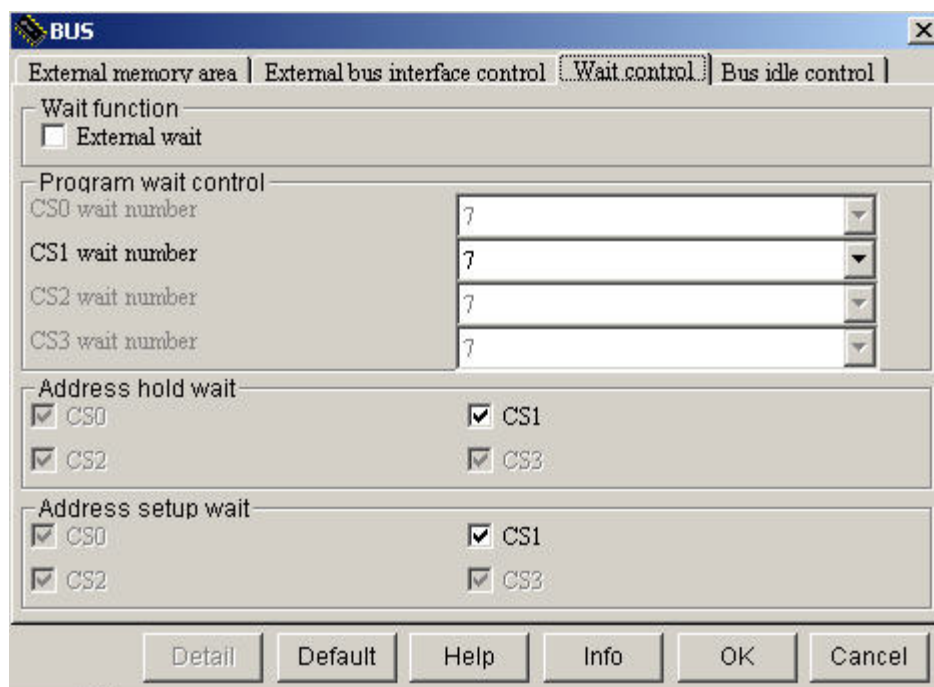 BUS
External memory area External bus interface control Wait control Bus idle control
Wait function
External wait
Program wait control
CS0 wait number 7
CS1 wait number 7
CS2 wait number 7
CS3 wait number 7
Address hold wait
CS0 CS1
CS2 CS3
Address setup wait
CS0 CS1
CS2 CS3
Detail Default Help Info OK Cancel